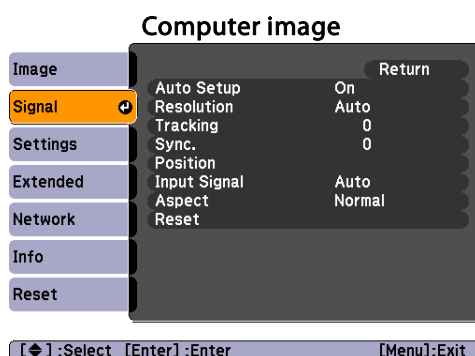 Computer image
Image
Signal
Settings
Extended
Network
Info
Reset
Return
Auto Setup On
Resolution Auto
Tracking 0
Sync. 0
Position
Input Signal Auto
Aspect Normal
Reset
[◆] :Select [Enter] :Enter [Menu]:Exit